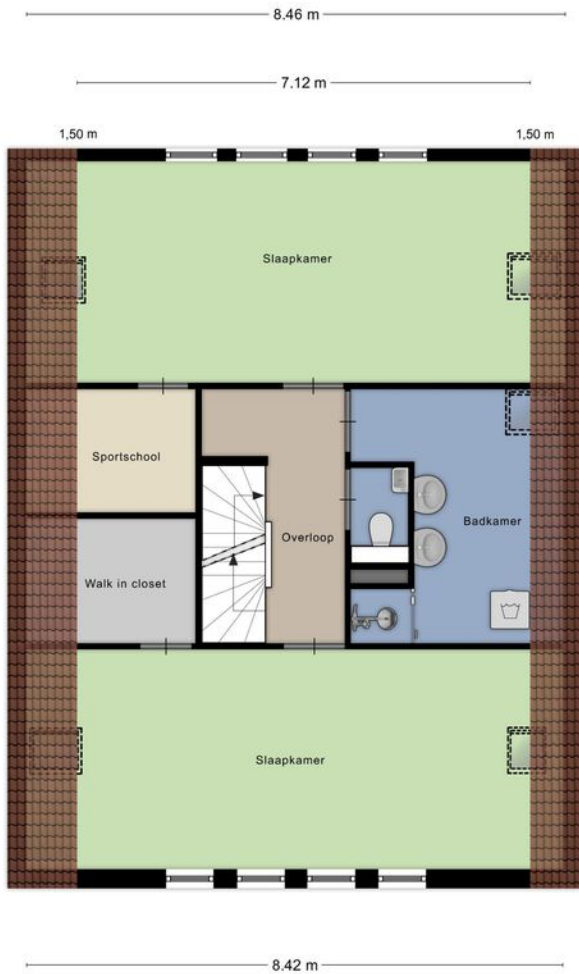 8.46 m
7.12 m
1,50 m
1,50 m
Slaapkamer
Sportschool
Badkamer
Overloop
Walk in closet
Slaapkamer
8.42 m